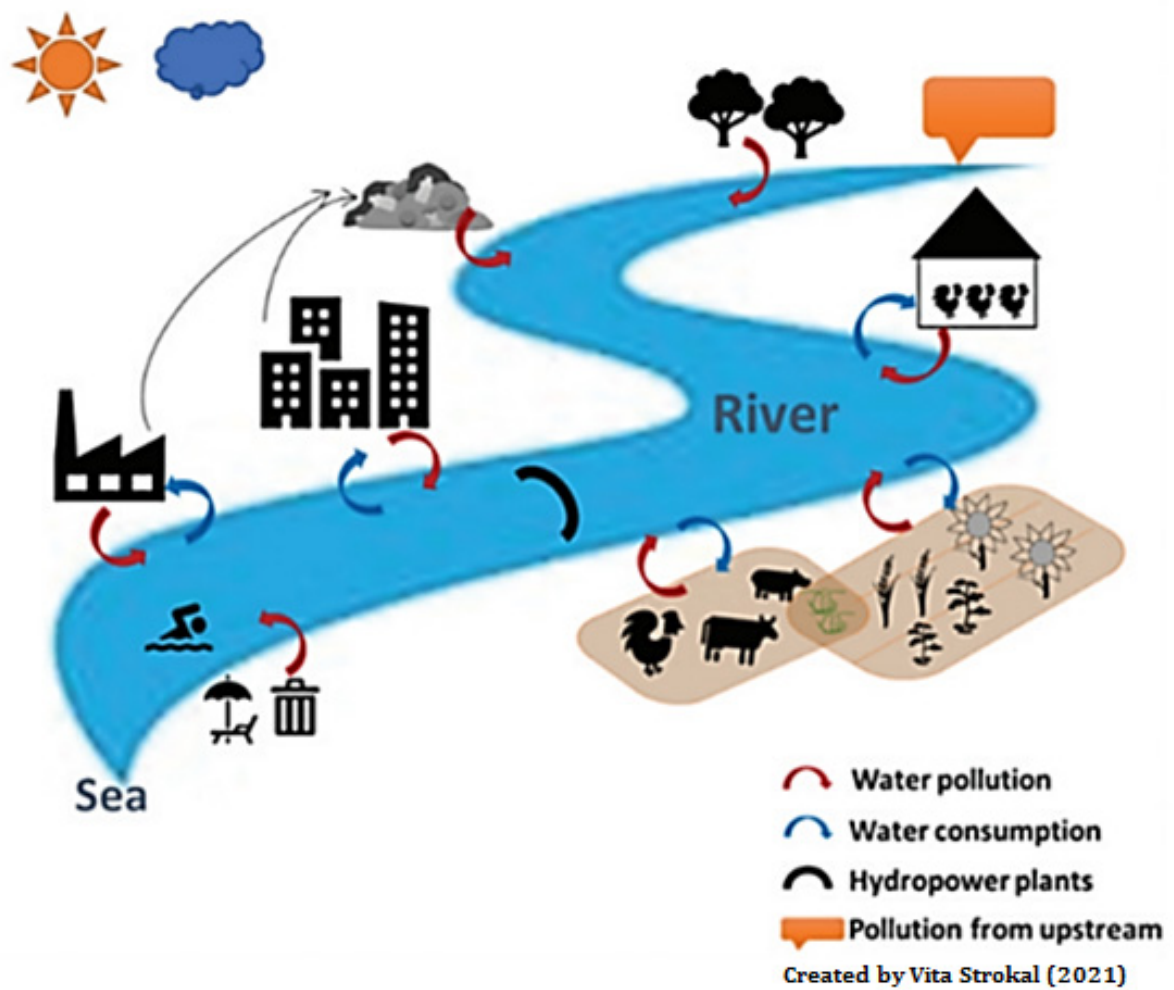 River
Sea
Water pollution
Water consumption
Hydropower plants
Pollution from upstream
Created by Vita Strokal (2021)